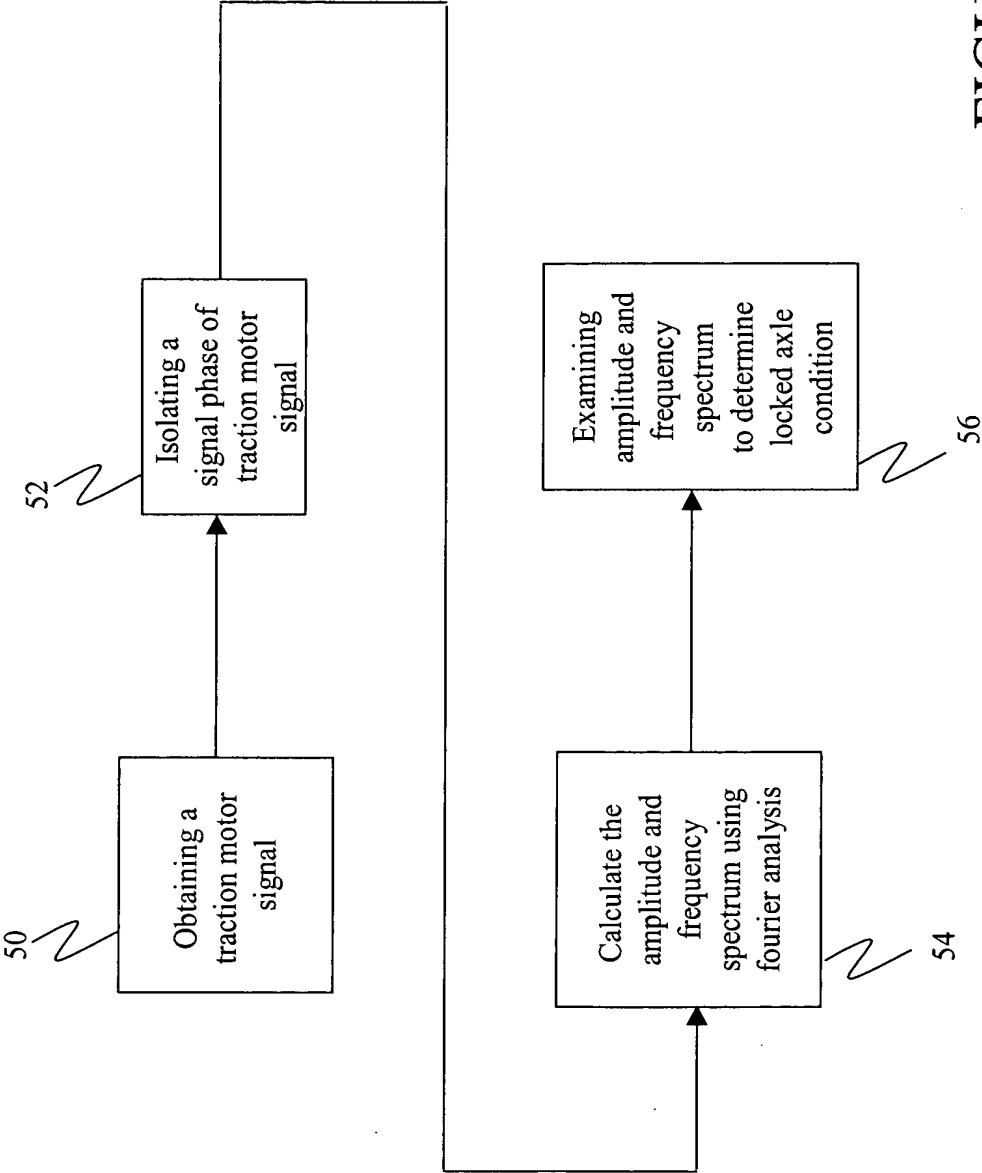 50
Obtaining a
traction motor
signal
52
Isolating a
signal phase of
traction motor
signal
54
Calculate the
amplitude and
frequency
spectrum using
fourier analysis
56
Examining
amplitude and
frequency
spectrum
to determine
locked axle
condition